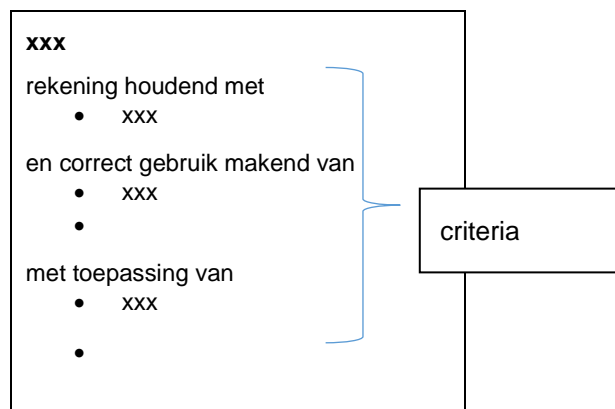 xxx
rekening houdend met
• xxx
en correct gebruik makend van
• xxx
•
met toepassing van
• xxx
•
criteria